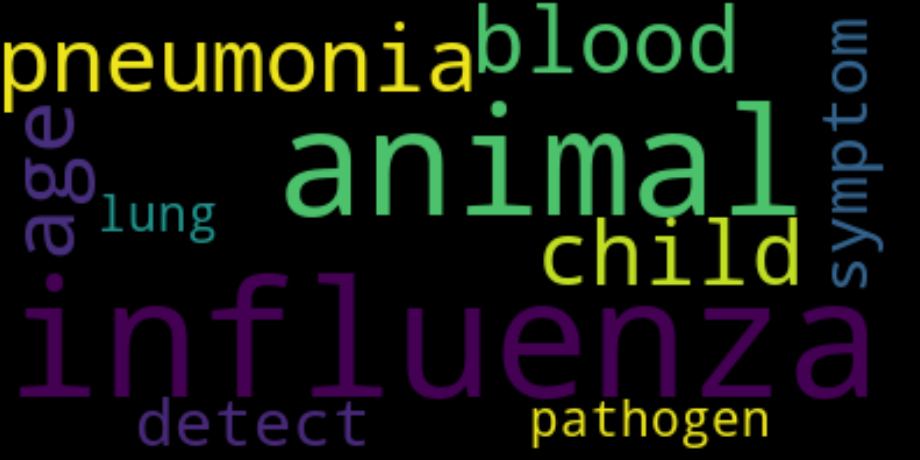 pneumonia
blood
symptom
age
animal
lung
child
influenza
detect
pathogen